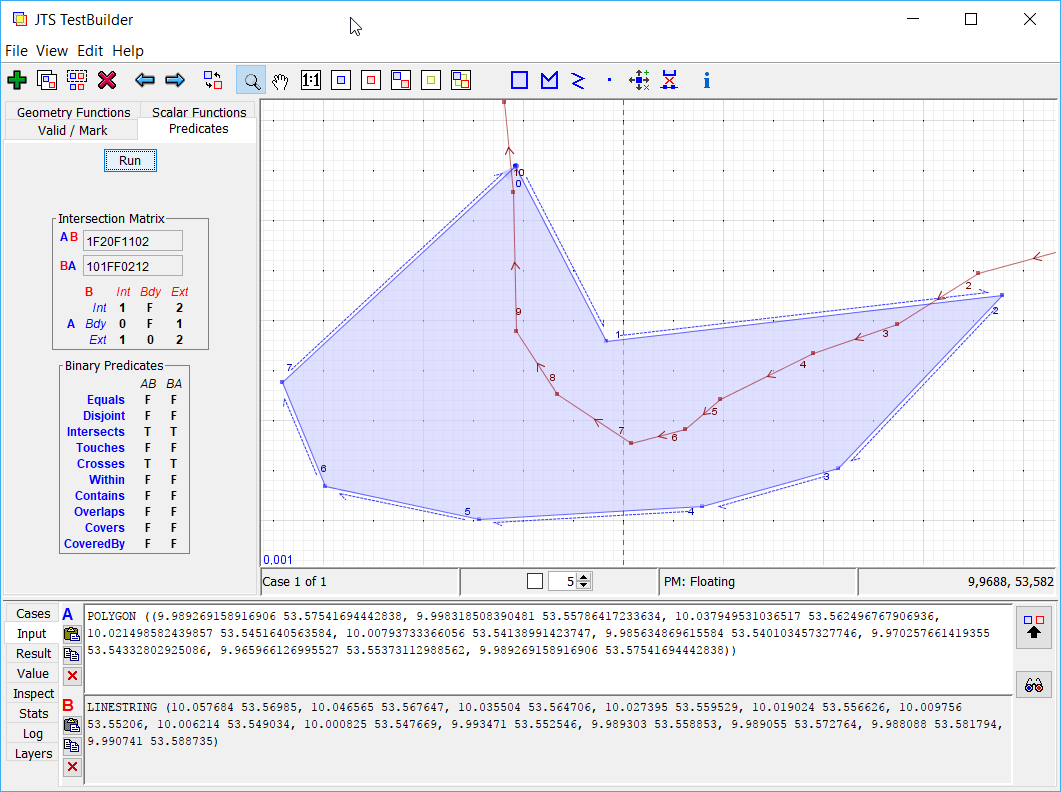 JTS TestBuilder
File View Edit Help
1:1
i
Geometry Functions Scalar Functions
Valid / Mark Predicates
Run
Intersection Matrix
A B 1F20F1102
B A 101FF0212
B Int Bdy Ext
Int 1 F 2
A Bdy 0 F 1
Ext 1 0 2
Binary Predicates
AB BA
Equals F F
Disjoint F F
Intersects T T
Touches F F
Crosses T T
Within F F
Contains F F
Overlaps F F
Covers F F
CoveredBy F F
10
0
1
2
2
3
4
5
6
7
8
9
7
6
5
4
3
0,001
Case 1 of 1 5 PM: Floating 9,9688, 53,582
Cases
Input
Result
Value
Inspect
Stats
Log
Layers
A
POLYGON ((9.989269158916906 53.57541694442838, 9.998318508390481 53.55786417233634, 10.037949531036517 53.562496767906936,
10.021498582439857 53.5451640563584, 10.00793733366056 53.54138991423747, 9.985634869615584 53.540103457327746, 9.970257661419355
53.54332802925086, 9.965966126995527 53.55373112988562, 9.989269158916906 53.57541694442838))
B
LINESTRING (10.057684 53.56985, 10.046565 53.567647, 10.035504 53.564706, 10.027395 53.559529, 10.019024 53.556626, 10.009756
53.55206, 10.006214 53.549034, 10.000825 53.547669, 9.993471 53.552546, 9.989303 53.558853, 9.989055 53.572764, 9.988088 53.581794,
9.990741 53.588735)